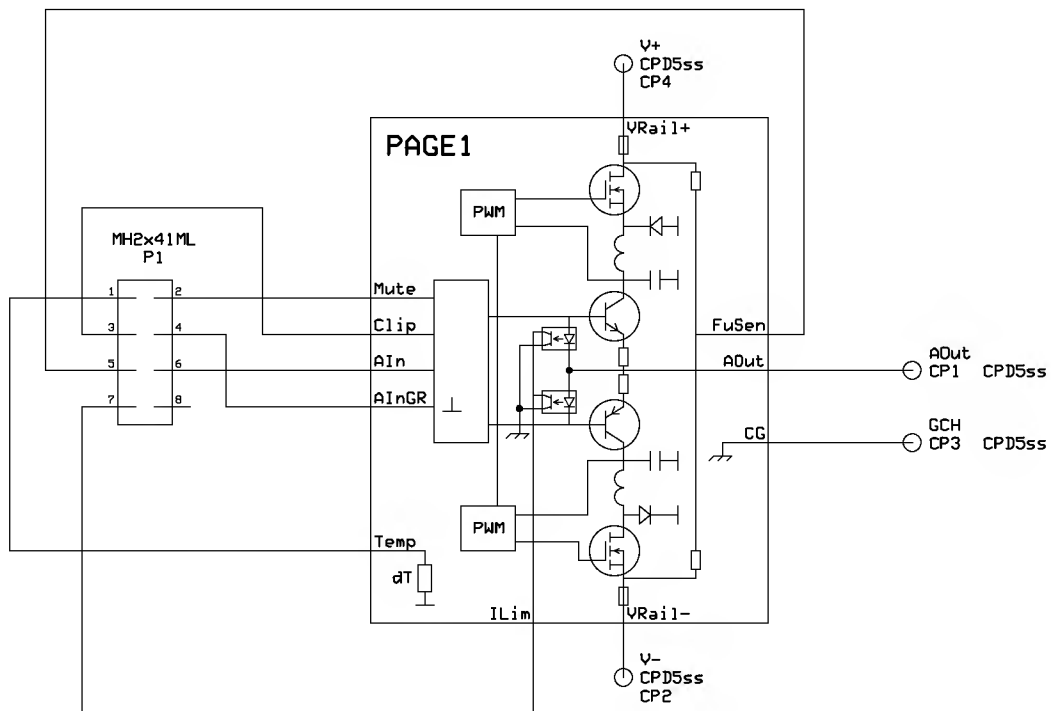 V+
CPD5ss
CP4
VRail+
PAGE1
PWM
MH2x41ML
P1
1 2
3 4
5 6
7 8
Mute
Clip
AIn
AInGR
FuSen
AOut
AOut
CP1 CPD5ss
CG
GCH
CP3 CPD5ss
PWM
Temp
dT
ILim
VRail-
V-
CPD5ss
CP2